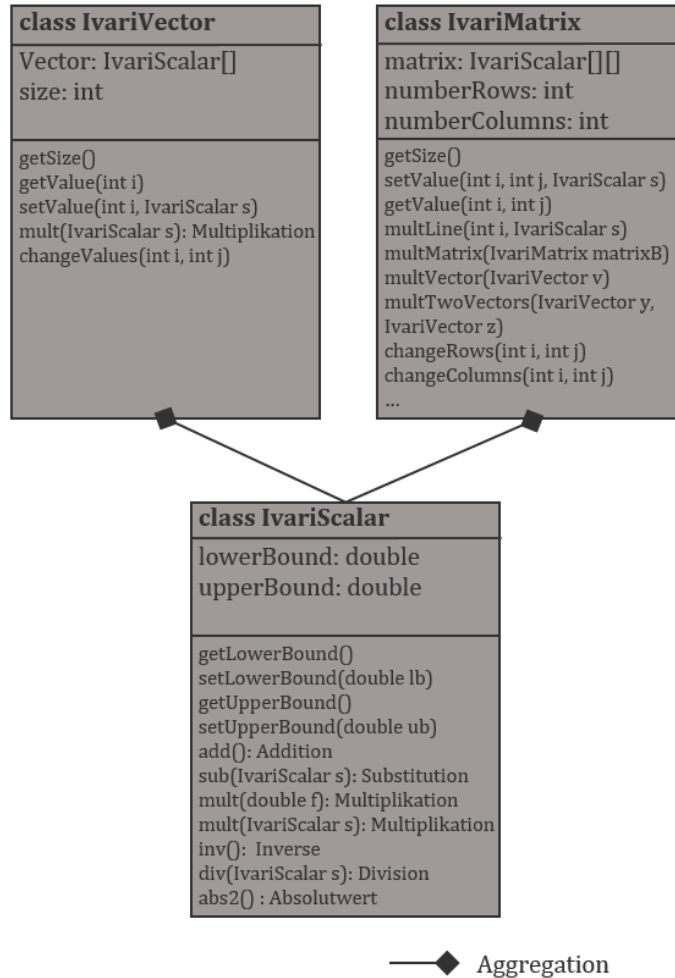 class IvariVector
Vector: IvariScalar[]
size: int
getSize()
getValue(int i)
setValue(int i, IvariScalar s)
mult(IvariScalar s): Multiplikation
changeValues(int i, int j)
class IvariMatrix
matrix: IvariScalar[][]
numberRows: int
numberColumns: int
getSize()
setValue(int i, int j, IvariScalar s)
getValue(int i, int j)
multLine(int i, IvariScalar s)
multMatrix(IvariMatrix matrixB)
multVector(IvariVector v)
multTwoVectors(IvariVector y,
IvariVector z)
changeRows(int i, int j)
changeColumns(int i, int j)
...
class IvariScalar
lowerBound: double
upperBound: double
getLowerBound()
setLowerBound(double lb)
getUpperBound()
setUpperBound(double ub)
add(): Addition
sub(IvariScalar s): Substitution
mult(double f): Multiplikation
mult(IvariScalar s): Multiplikation
inv(): Inverse
div(IvariScalar s): Division
abs2() : Absolutwert
Aggregation